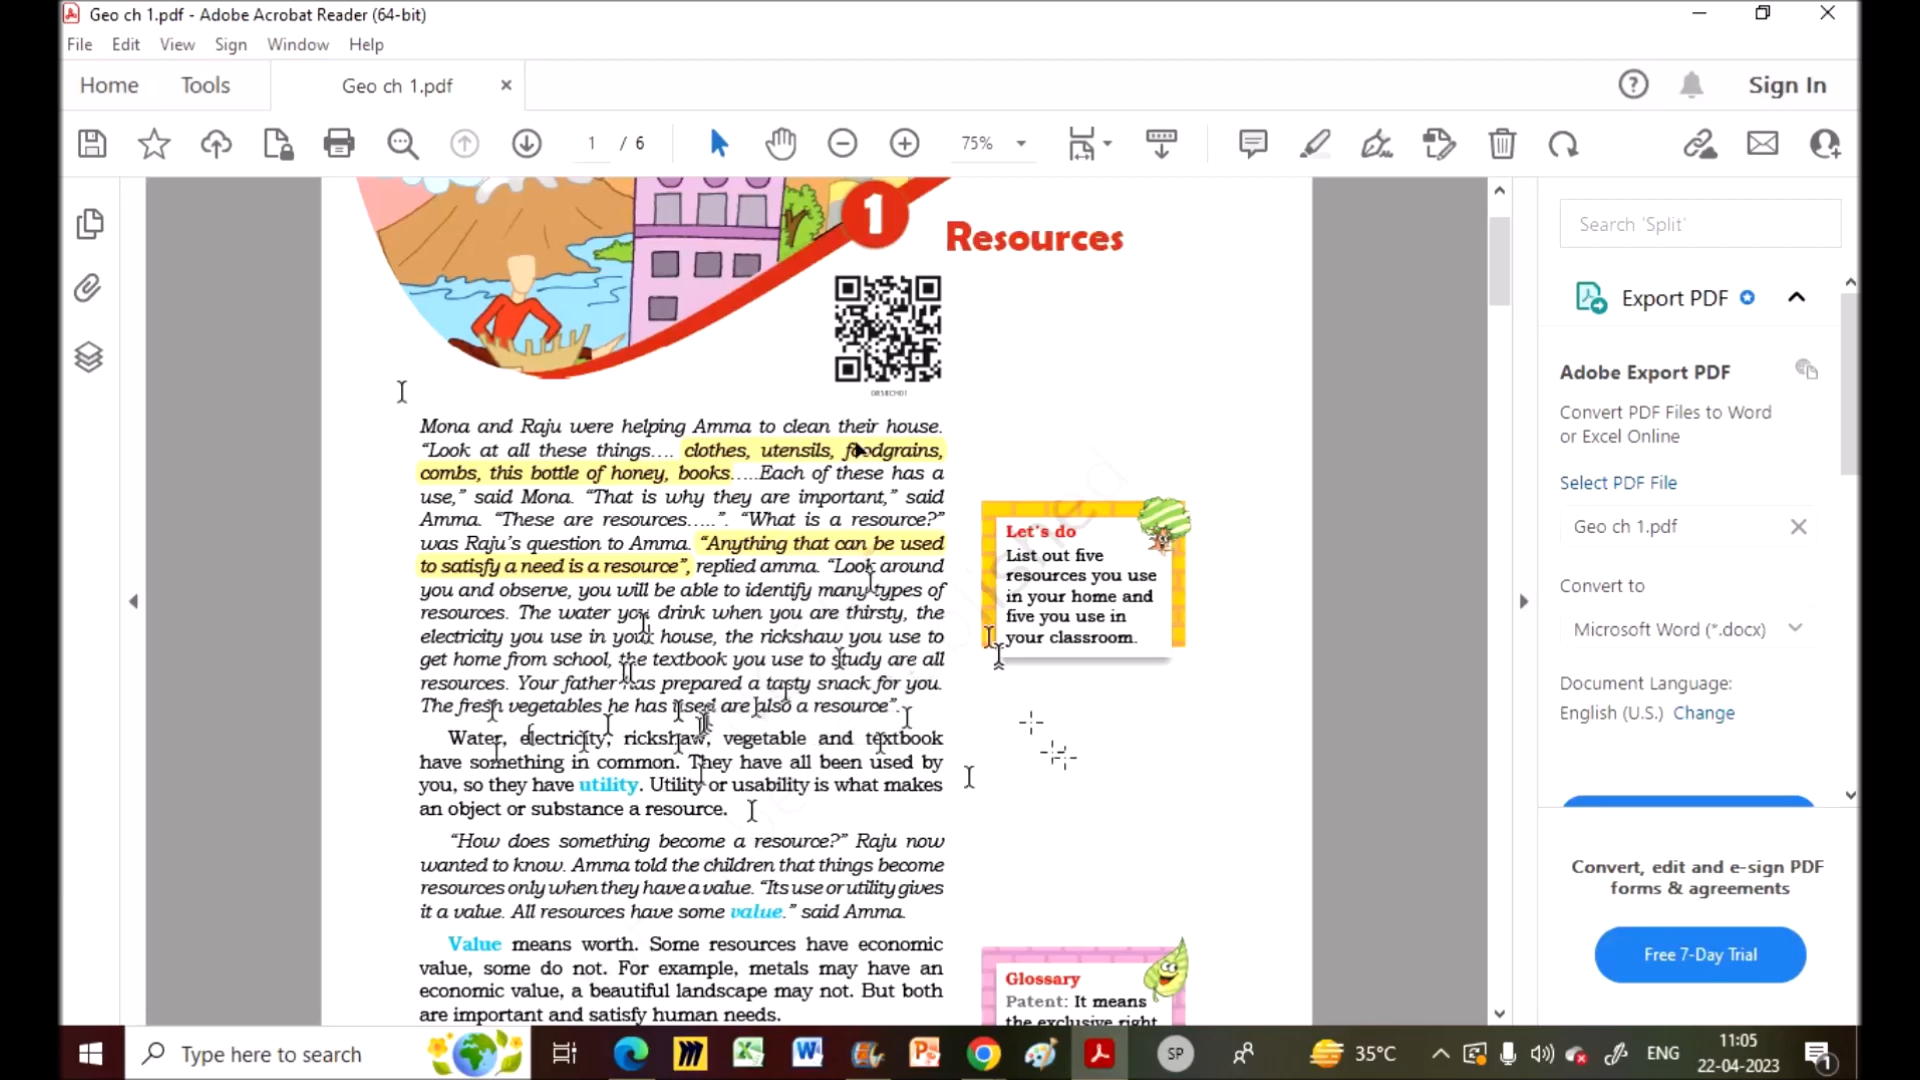 Geo ch 1.pdf - Adobe Acrobat Reader (64-bit)
File Edit View Sign Window Help
Home Tools Geo ch 1.pdf Sign In
1 / 6 75%
1 Resources
0858CH01
Mona and Raju were helping Amma to clean their house.
“Look at all these things.... clothes, utensils, foodgrains,
combs, this bottle of honey, books.....Each of these has a
use,” said Mona. “That is why they are important,” said
Amma. “These are resources.....”. “What is a resource?”
was Raju’s question to Amma. “Anything that can be used
to satisfy a need is a resource”, replied amma. “Look around
you and observe, you will be able to identify many types of
resources. The water you drink when you are thirsty, the
electricity you use in your house, the rickshaw you use to
get home from school, the textbook you use to study are all
resources. Your father has prepared a tasty snack for you.
The fresh vegetables he has used are also a resource”.
Water, electricity, rickshaw, vegetable and textbook
have something in common. They have all been used by
you, so they have utility. Utility or usability is what makes
an object or substance a resource.
“How does something become a resource?” Raju now
wanted to know. Amma told the children that things become
resources only when they have a value. “Its use or utility gives
it a value. All resources have some value.” said Amma.
Value means worth. Some resources have economic
value, some do not. For example, metals may have an
economic value, a beautiful landscape may not. But both
are important and satisfy human needs.
Let’s do
List out five
resources you use
in your home and
five you use in
your classroom.
Glossary
Patent: It means
the exclusive right
Search 'Split'
Export PDF
Adobe Export PDF
Convert PDF Files to Word
or Excel Online
Select PDF File
Geo ch 1.pdf
Convert to
Microsoft Word (*.docx)
Document Language:
English (U.S.) Change
Convert, edit and e-sign PDF
forms & agreements
Free 7-Day Trial
Type here to search
SP
35°C
ENG
11:05
22-04-2023
1